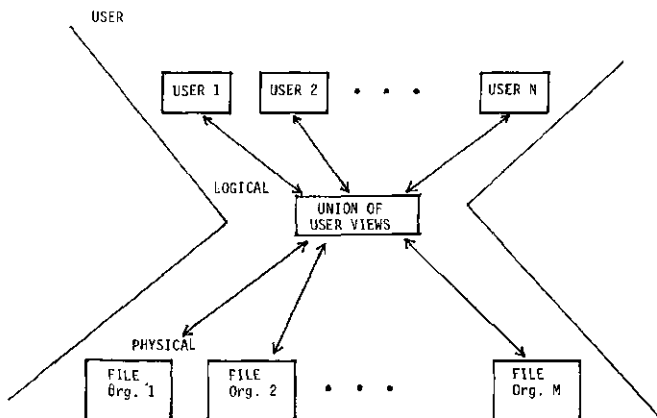 USER
USER 1
USER 2
• • •
USER N
LOGICAL
UNION OF
USER VIEWS
PHYSICAL
FILE
Org. 1
FILE
Org. 2
• • •
FILE
Org. M